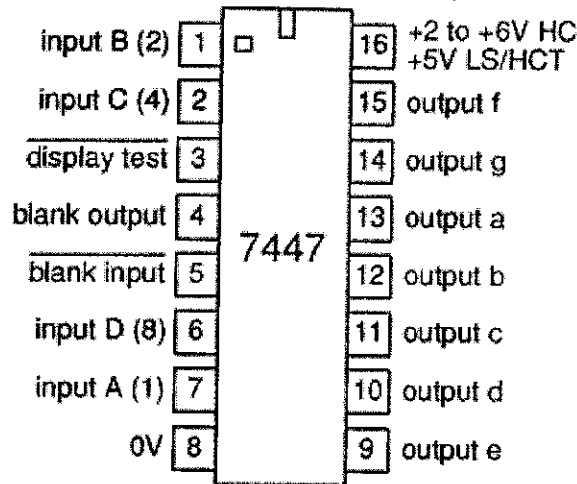 input B (2) 1
input C (4) 2
display test 3
blank output 4
blank input 5
input D (8) 6
input A (1) 7
0V 8
7447
16 +2 to +6V HC
+5V LS/HCT
15 output f
14 output g
13 output a
12 output b
11 output c
10 output d
9 output e